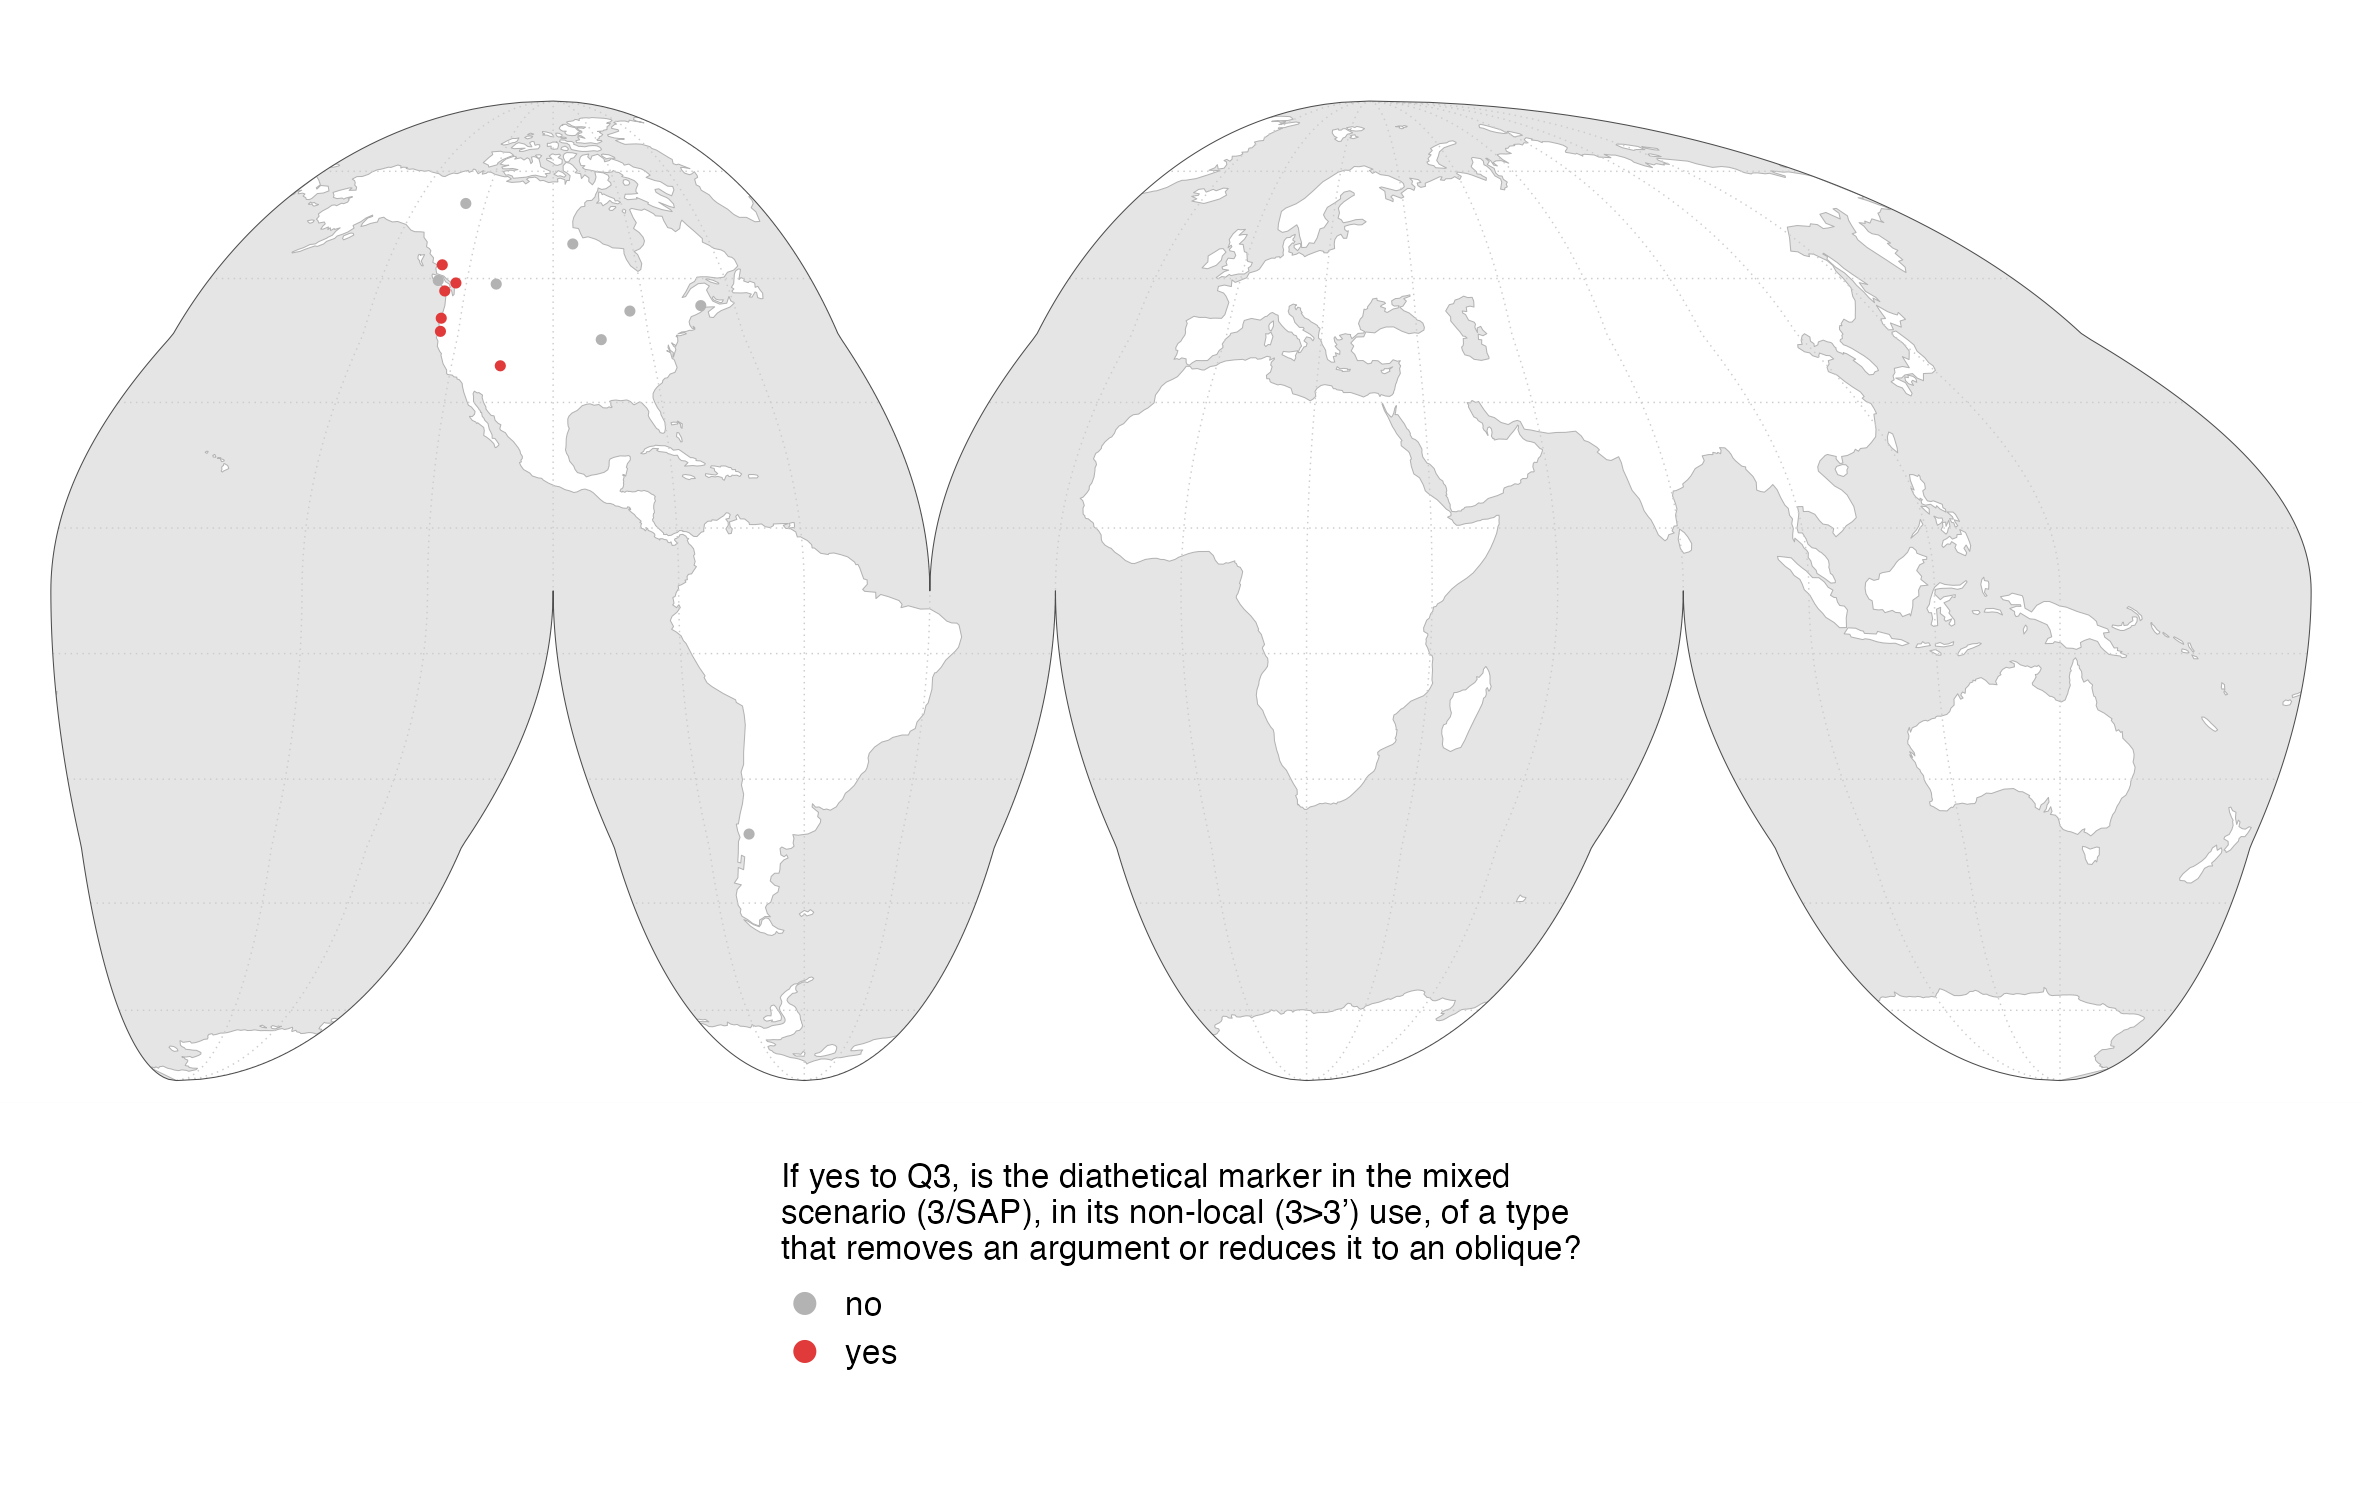 If yes to Q3, is the diathetical marker in the mixed
scenario (3/SAP), in its non-local (3>3’) use, of a type
that removes an argument or reduces it to an oblique?
no
yes